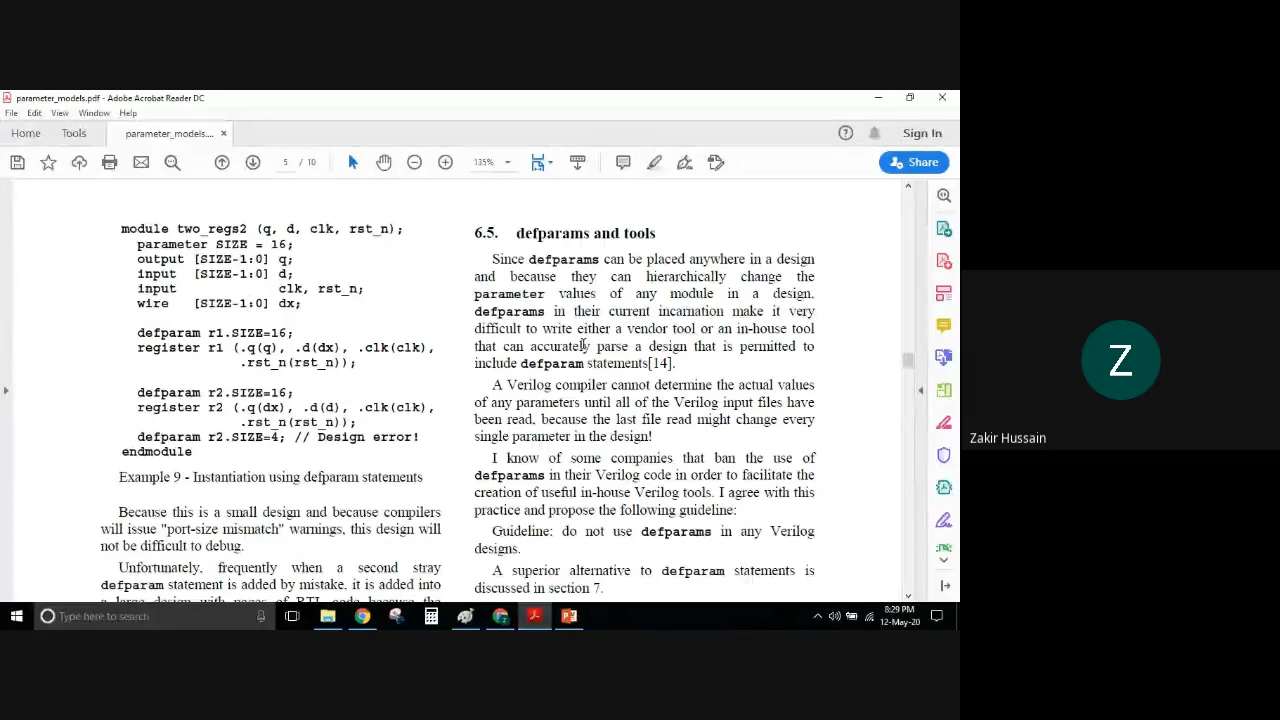 parameter_models.pdf - Adobe Acrobat Reader DC
File Edit View Window Help
Home Tools parameter_models.... × Sign In
5 / 10 135% Share
module two_regs2 (q, d, clk, rst_n);
parameter SIZE = 16;
output [SIZE-1:0] q;
input [SIZE-1:0] d;
input clk, rst_n;
wire [SIZE-1:0] dx;
defparam r1.SIZE=16;
register r1 (.q(q), .d(dx), .clk(clk),
.rst_n(rst_n));
defparam r2.SIZE=16;
register r2 (.q(dx), .d(d), .clk(clk),
.rst_n(rst_n));
defparam r2.SIZE=4; // Design error!
endmodule
Example 9 - Instantiation using defparam statements
Because this is a small design and because compilers
will issue "port-size mismatch" warnings, this design will
not be difficult to debug.
Unfortunately, frequently when a second stray
defparam statement is added by mistake, it is added into
a large design with pages of RTL code because the
6.5. defparams and tools
Since defparams can be placed anywhere in a design
and because they can hierarchically change the
parameter values of any module in a design,
defparams in their current incarnation make it very
difficult to write either a vendor tool or an in-house tool
that can accurately parse a design that is permitted to
include defparam statements[14].
A Verilog compiler cannot determine the actual values
of any parameters until all of the Verilog input files have
been read, because the last file read might change every
single parameter in the design!
I know of some companies that ban the use of
defparams in their Verilog code in order to facilitate the
creation of useful in-house Verilog tools. I agree with this
practice and propose the following guideline:
Guideline: do not use defparams in any Verilog
designs.
A superior alternative to defparam statements is
discussed in section 7.
Z
Zakir Hussain
Type here to search
8:29 PM
12-May-20